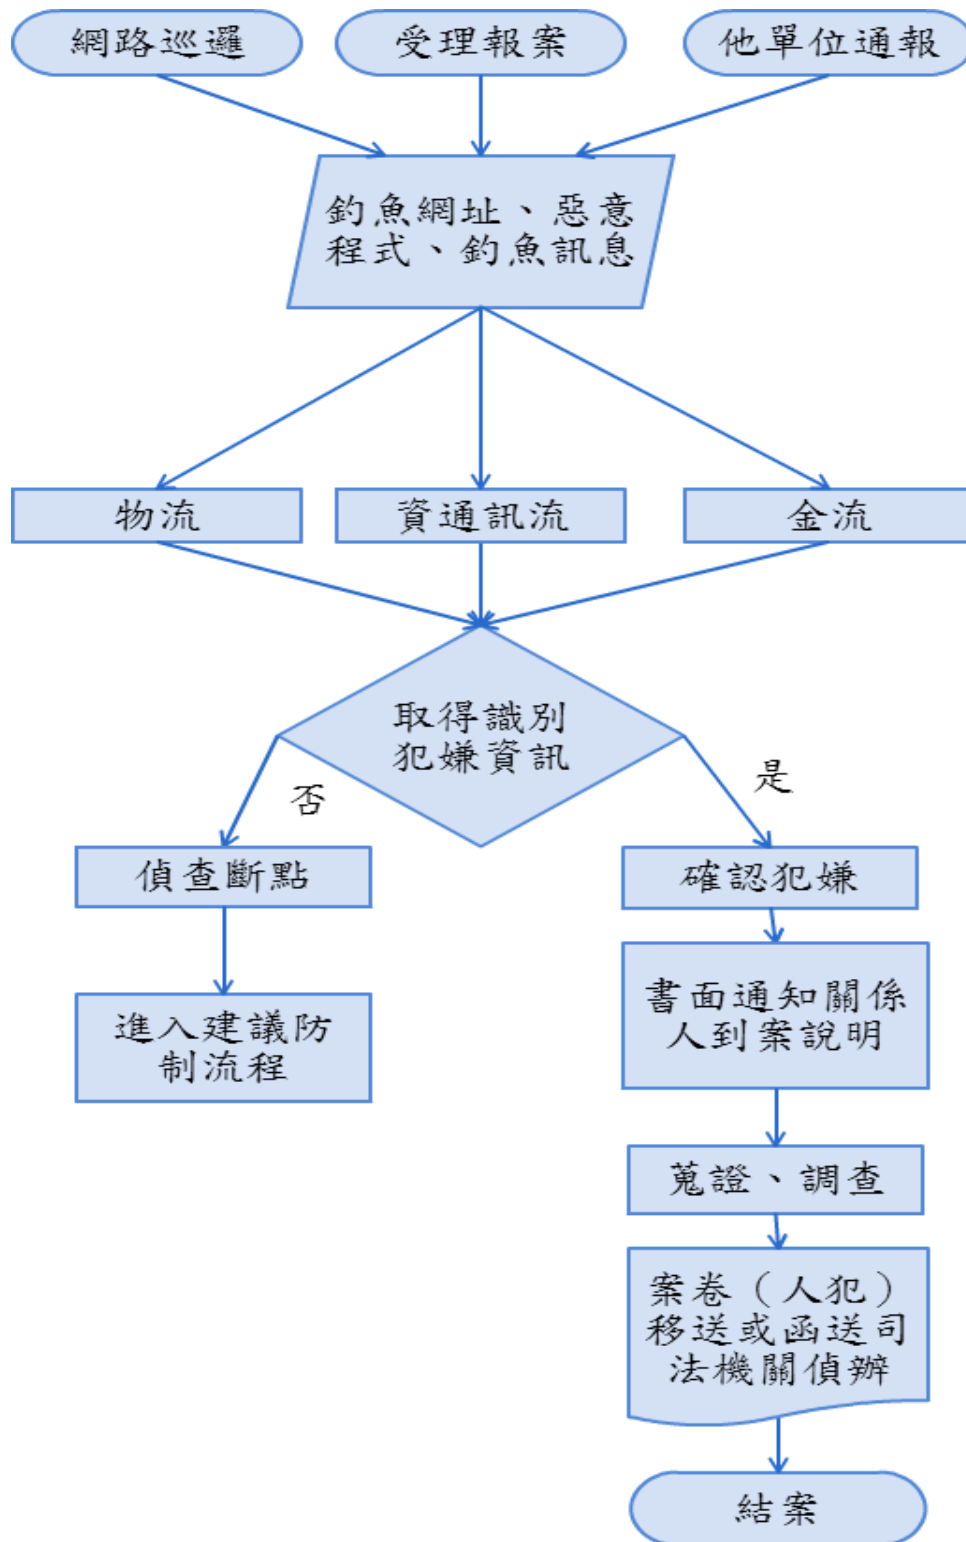 網路巡邏
受理報案
他單位通報
釣魚網址、惡意
程式、釣魚訊息
物流
資通訊流
金流
取得識別
犯嫌資訊
否
是
偵查斷點
確認犯嫌
進入建議防
制流程
書面通知關係
人到案說明
蒐證、調查
案卷（人犯）
移送或函送司
法機關偵辦
結案